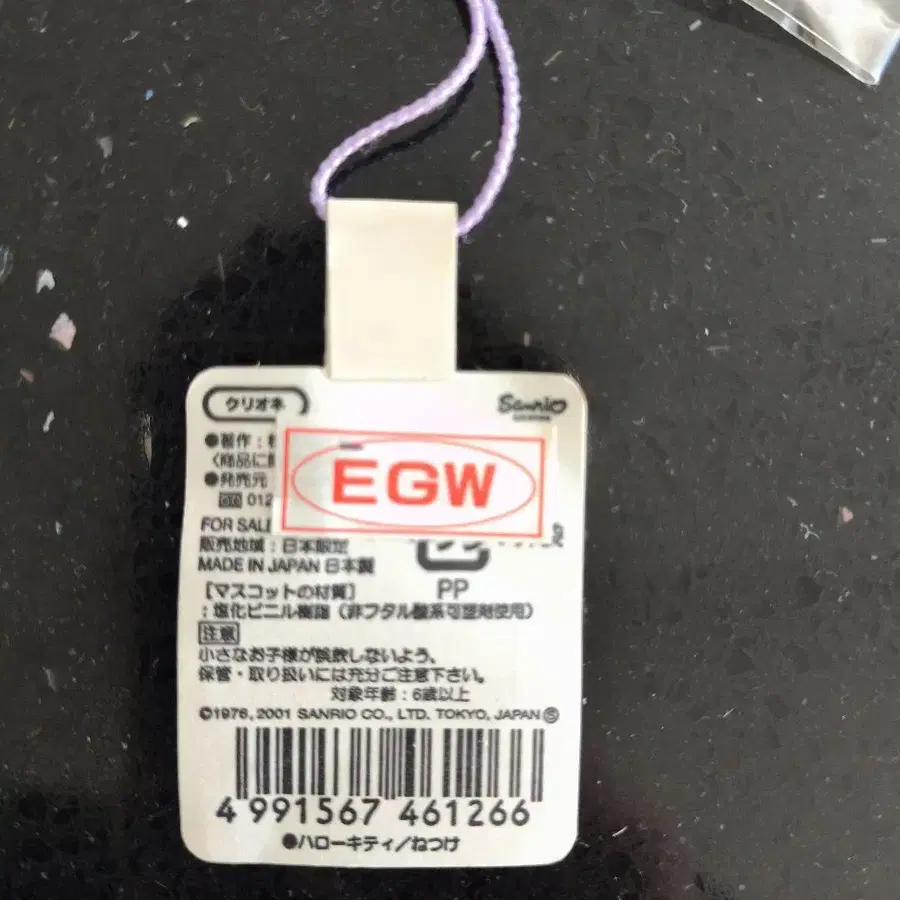 クリオネ
Sanrio
●著作:
〈商品に
●発売元
012
EGW
FOR SALE
販売地域:日本限定
MADE IN JAPAN 日本製
PP
[マスコットの材質]
:塩化ビニル樹脂(非フタル酸系可塑剤使用)
注意
小さなお子様が誤飲しないよう、
保管・取り扱いには充分ご注意下さい。
対象年齢:6歳以上
©1976, 2001 SANRIO CO., LTD. TOKYO, JAPAN Ⓢ
4 991567 461266
●ハローキティ/ねつけ